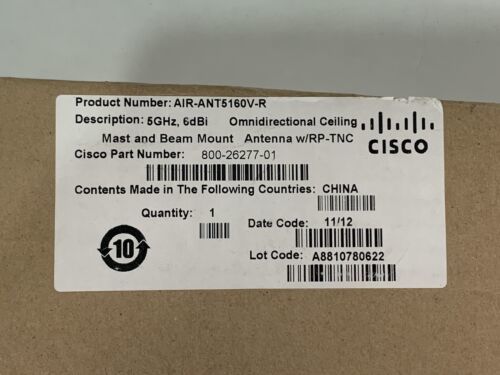 Product Number: AIR-ANT5160V-R
Description: 5GHz, 6dBi Omnidirectional Ceiling
Mast and Beam Mount Antenna w/RP-TNC
CISCO
Cisco Part Number: 800-26277-01
Contents Made in The Following Countries: CHINA
Quantity: 1
Date Code: 11/12
10
Lot Code: A8810780622